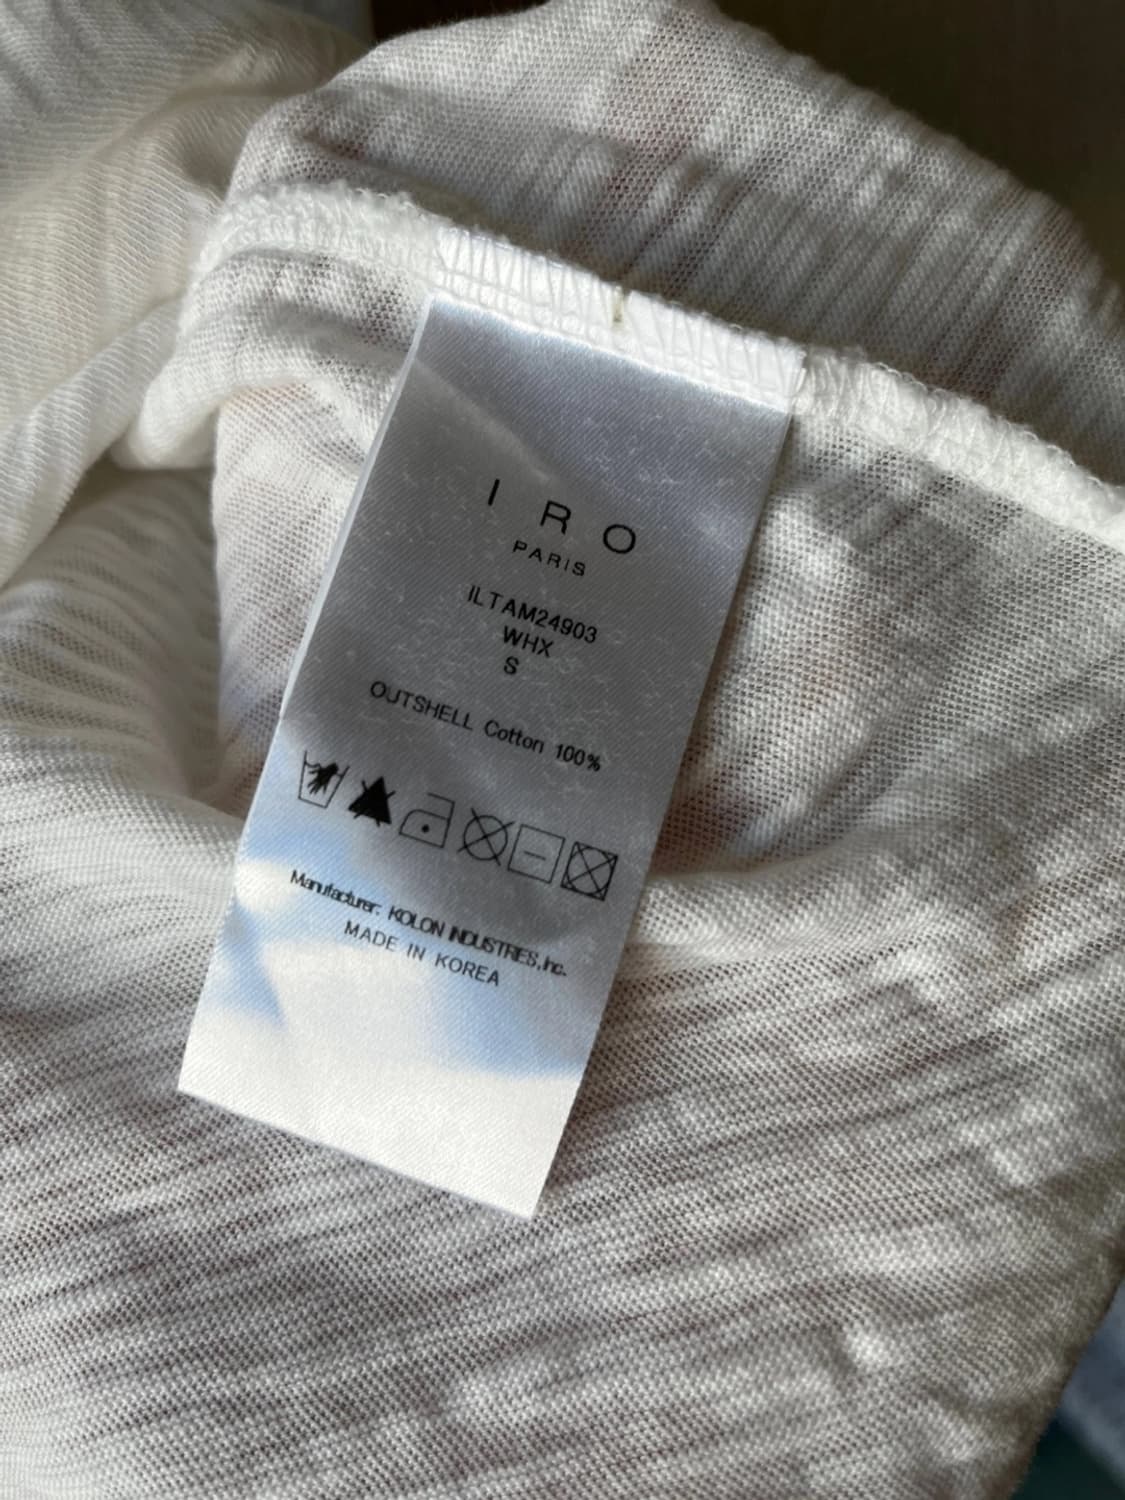 I R O
PARIS
ILTAM24903
WHX
S
OUTSHELL Cotton 100%
Manufacturer: KOLON INDUSTRIES, Inc.
MADE IN KOREA